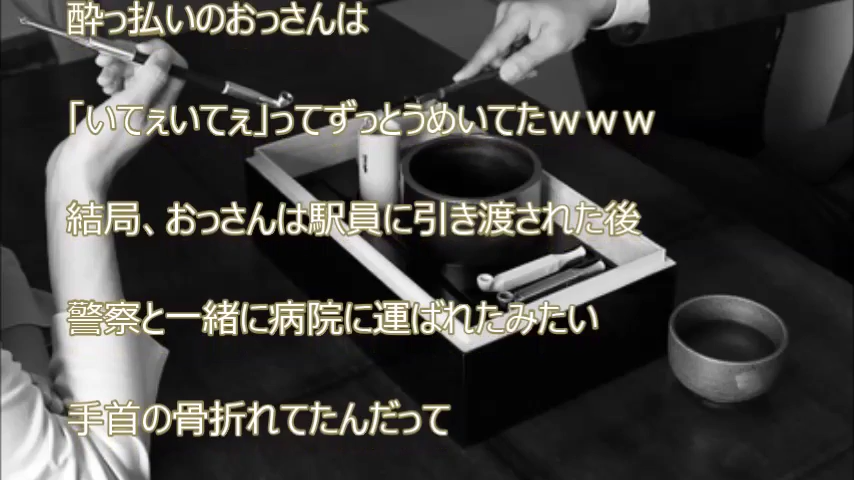 酔っ払いのおっさんは
「いてぇいてぇ」ってずっとうめいてたｗｗｗ
結局、おっさんは駅員に引き渡された後
警察と一緒に病院に運ばれたみたい
手首の骨折れてたんだって